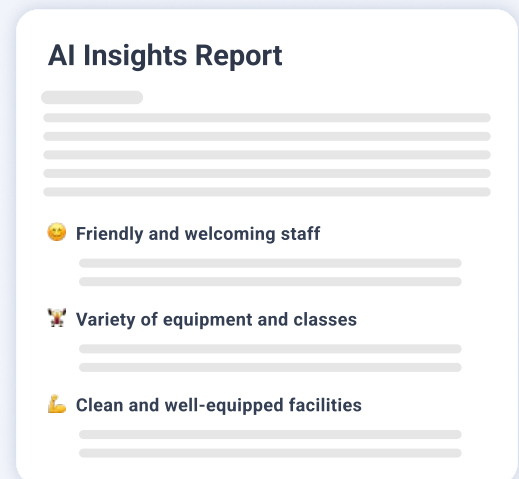 AI Insights Report
😊 Friendly and welcoming staff
🏋️ Variety of equipment and classes
💪 Clean and well-equipped facilities